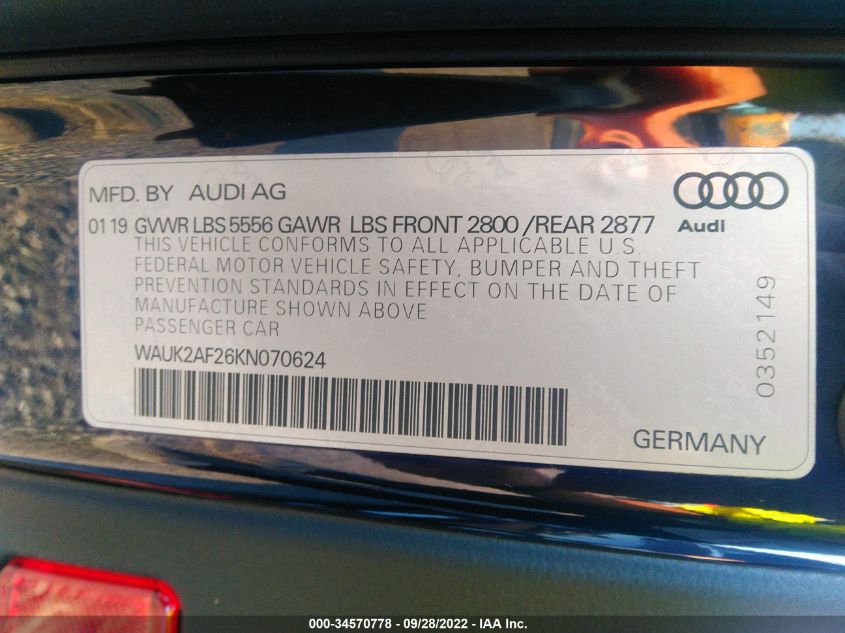 MFD. BY AUDI AG
Audi
01 19 GVWR LBS 5556 GAWR LBS FRONT 2800 /REAR 2877
THIS VEHICLE CONFORMS TO ALL APPLICABLE U.S.
FEDERAL MOTOR VEHICLE SAFETY, BUMPER AND THEFT
PREVENTION STANDARDS IN EFFECT ON THE DATE OF
MANUFACTURE SHOWN ABOVE
PASSENGER CAR
WAUK2AF26KN070624
0352149
GERMANY
000-34570778 - 09/28/2022 - IAA Inc.